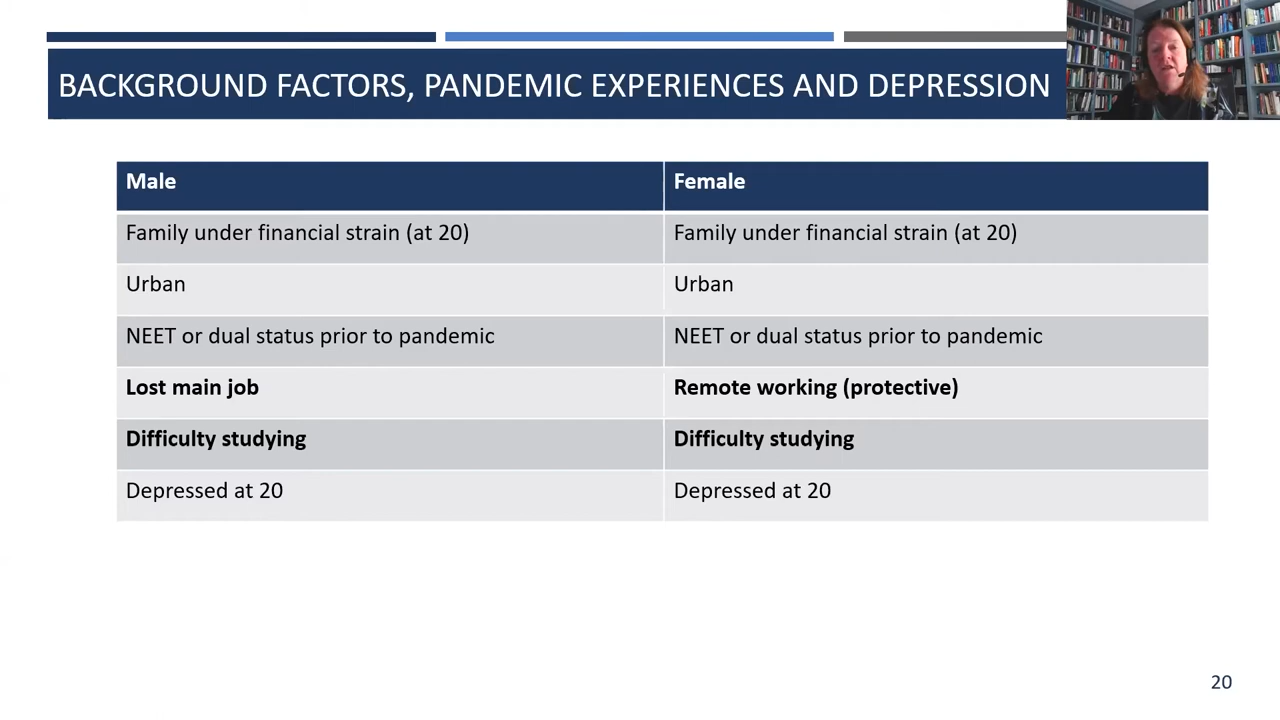 BACKGROUND FACTORS, PANDEMIC EXPERIENCES AND DEPRESSION
Male
Female
Family under financial strain (at 20)
Family under financial strain (at 20)
Urban
Urban
NEET or dual status prior to pandemic
NEET or dual status prior to pandemic
Lost main job
Remote working (protective)
Difficulty studying
Difficulty studying
Depressed at 20
Depressed at 20
20